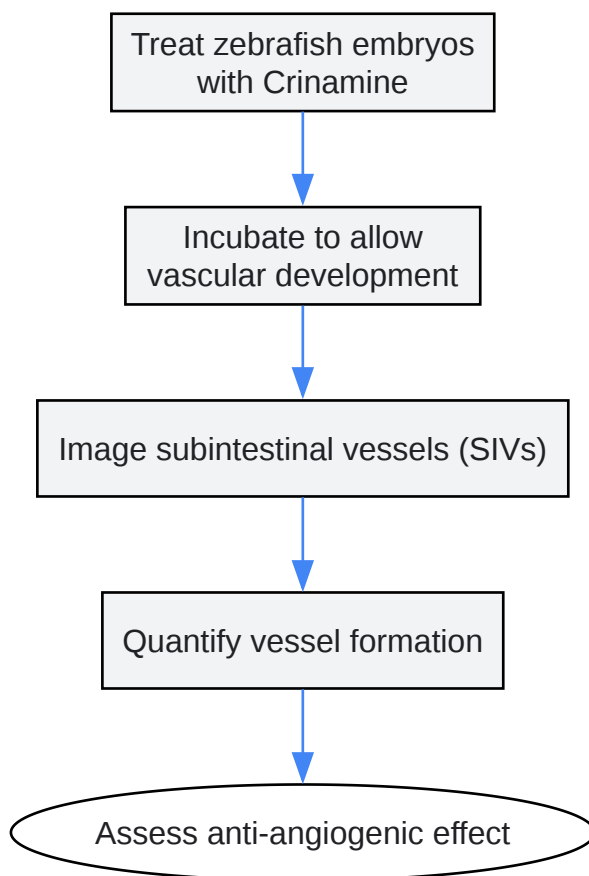 Treat zebrafish embryos
with Crinamine
Incubate to allow
vascular development
Image subintestinal vessels (SIVs)
Quantify vessel formation
Assess anti-angiogenic effect